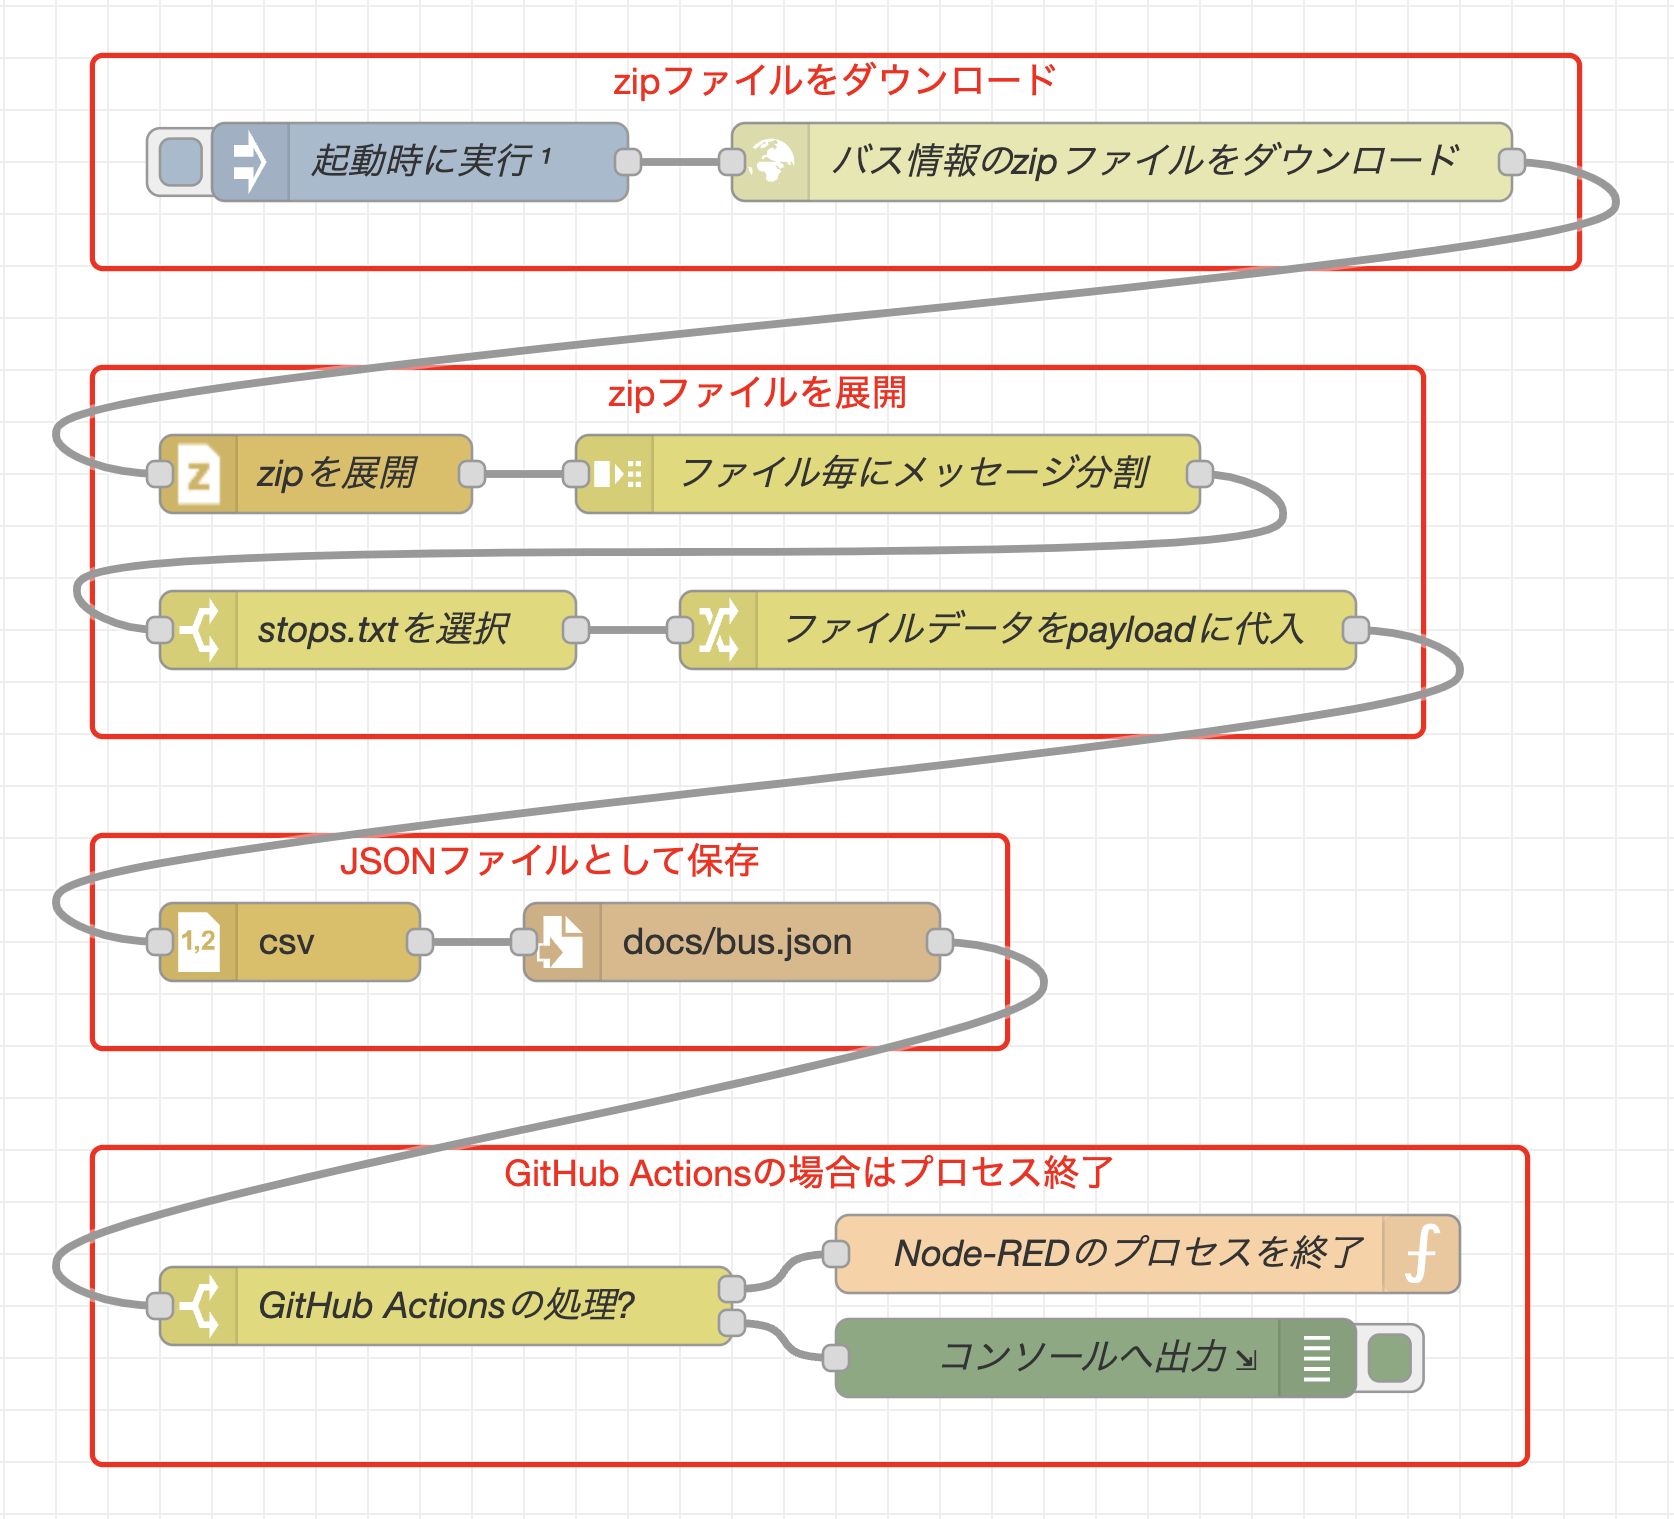 zipファイルをダウンロード
起動時に実行 ¹
バス情報のzipファイルをダウンロード
zipファイルを展開
Z
zipを展開
ファイル毎にメッセージ分割
stops.txtを選択
ファイルデータをpayloadに代入
JSONファイルとして保存
1,2
csv
docs/bus.json
GitHub Actionsの場合はプロセス終了
Node-REDのプロセスを終了
f
GitHub Actionsの処理?
コンソールへ出力 ⇲